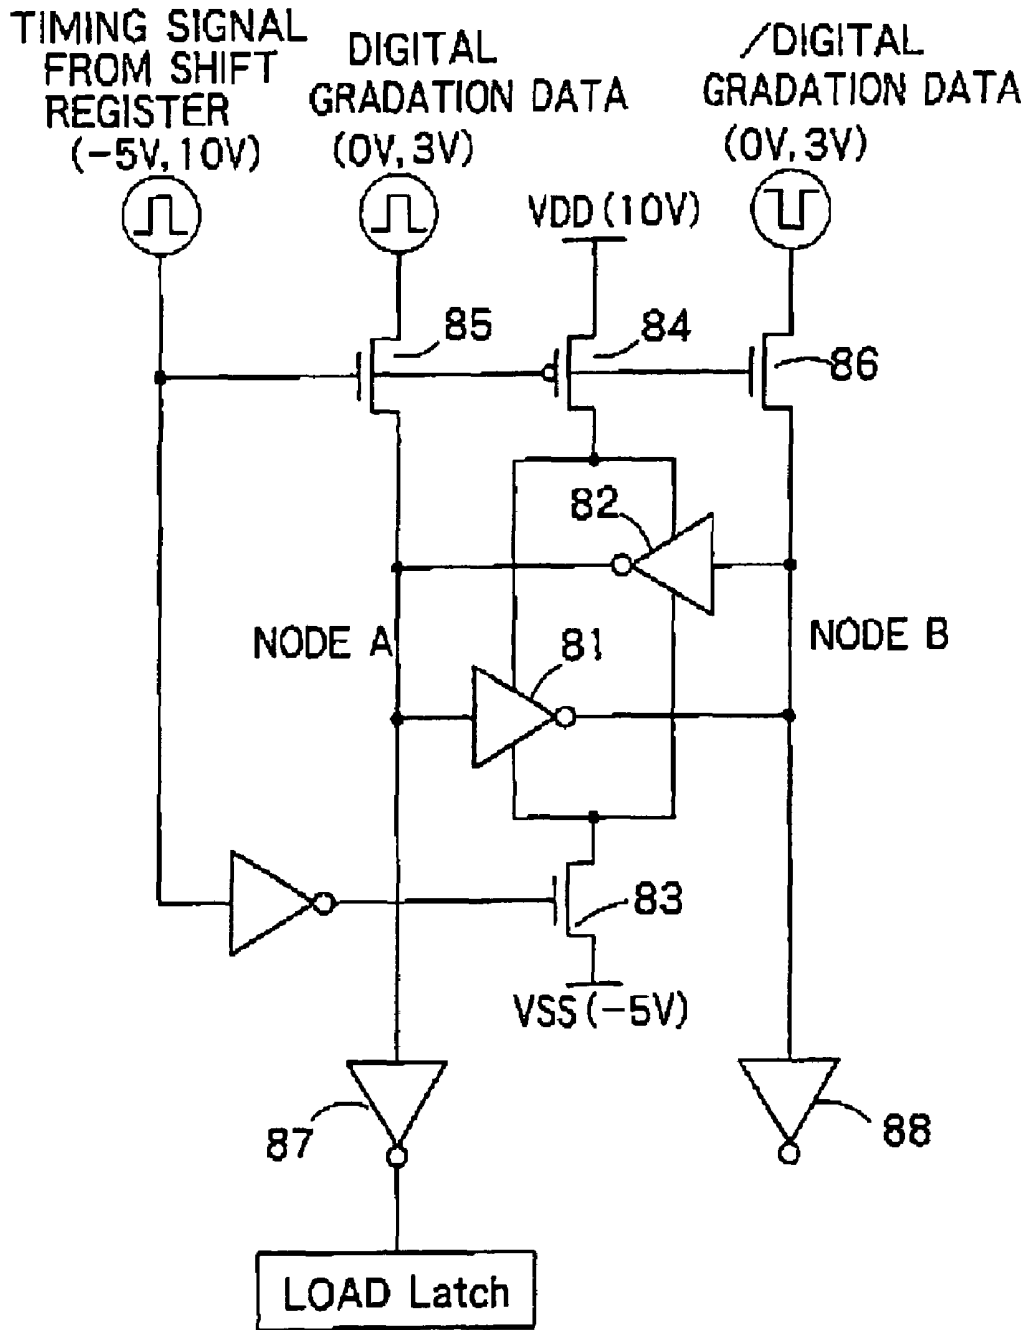 TIMING SIGNAL
FROM SHIFT
REGISTER
(-5V,10V)
DIGITAL
GRADATION DATA
(0V,3V)
/DIGITAL
GRADATION DATA
(0V,3V)
VDD(10V)
85
84
86
82
NODE A
81
NODE B
83
VSS(-5V)
87
88
LOAD Latch